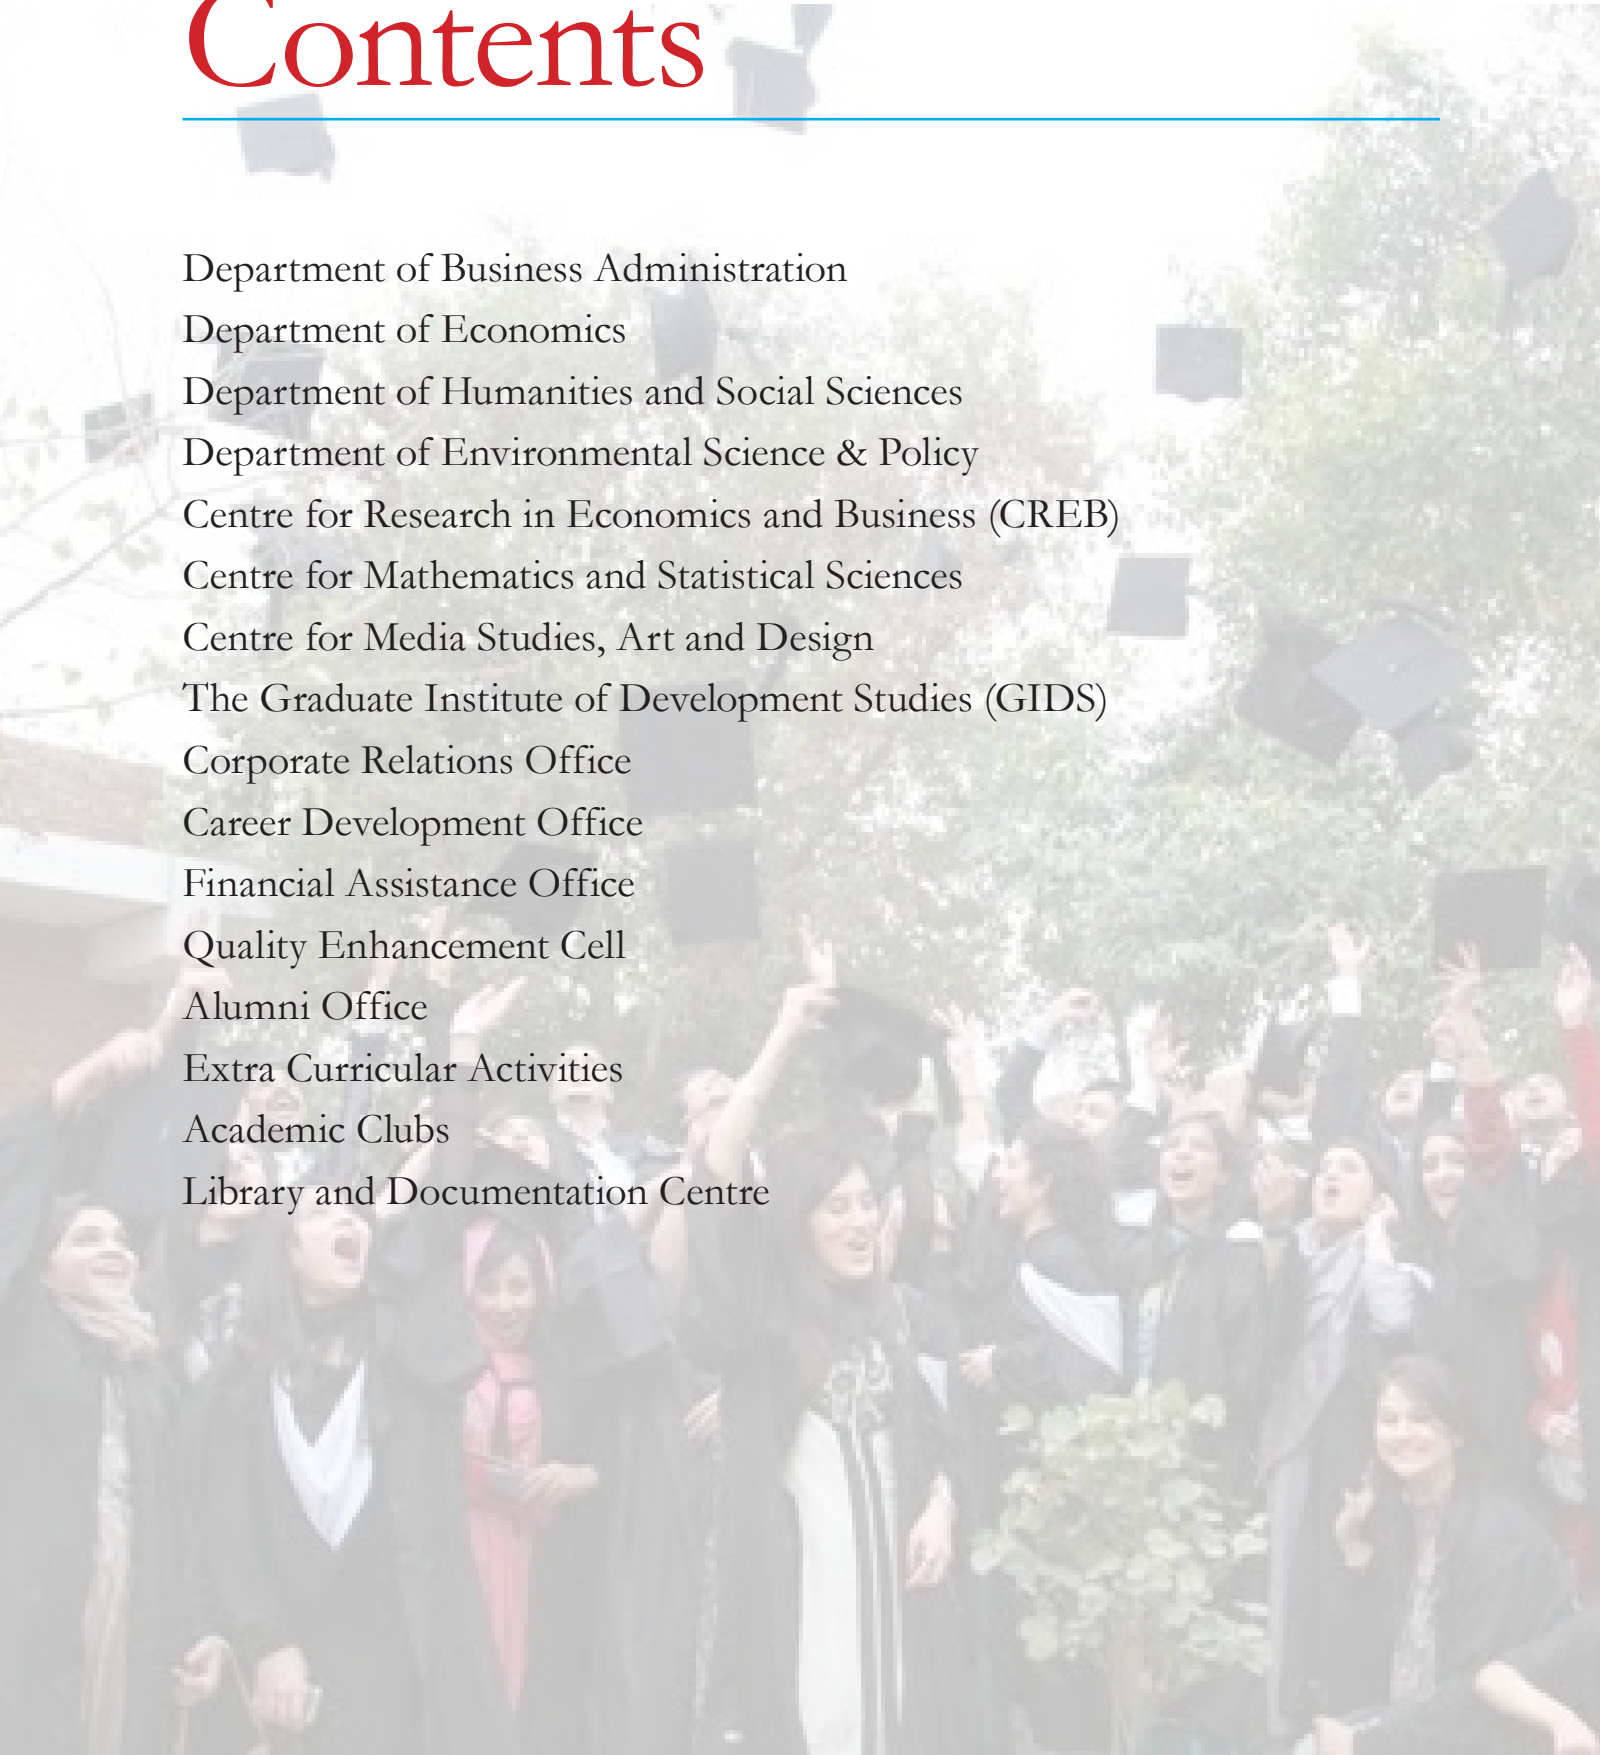 Contents
Department of Business Administration
Department of Economics
Department of Humanities and Social Sciences
Department of Environmental Science & Policy
Centre for Research in Economics and Business (CREB)
Centre for Mathematics and Statistical Sciences
Centre for Media Studies, Art and Design
The Graduate Institute of Development Studies (GIDS)
Corporate Relations Office
Career Development Office
Financial Assistance Office
Quality Enhancement Cell
Alumni Office
Extra Curricular Activities
Academic Clubs
Library and Documentation Centre